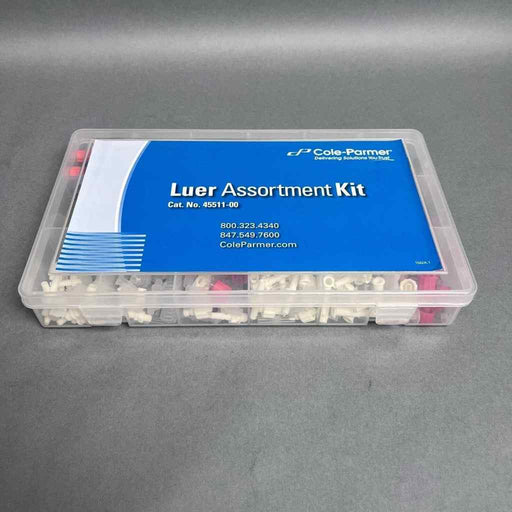 Cole-Parmer®
Delivering Solutions You Trust
Luer Assortment Kit
Cat. No. 45511-00
800.323.4340
847.549.7600
ColeParmer.com